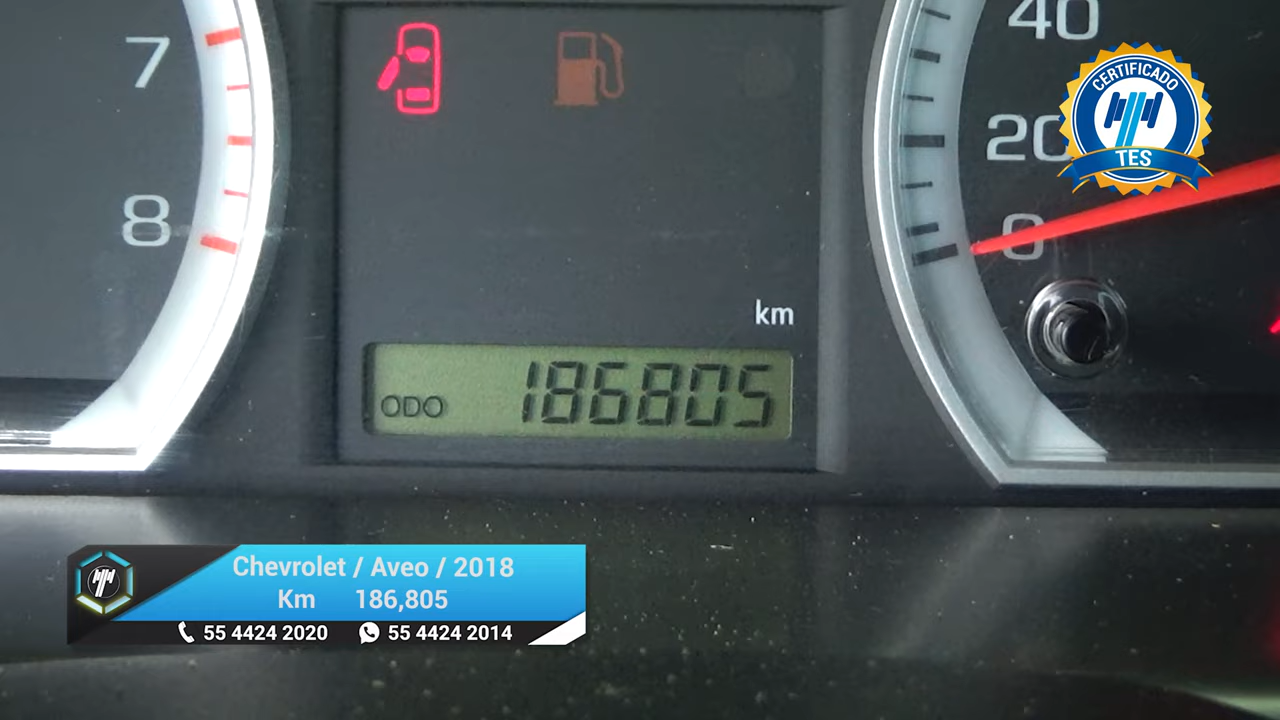 7
8
40
20
0
km
ODO 186805
CERTIFICADO
TES
Chevrolet / Aveo / 2018
Km 186,805
55 4424 2020 55 4424 2014